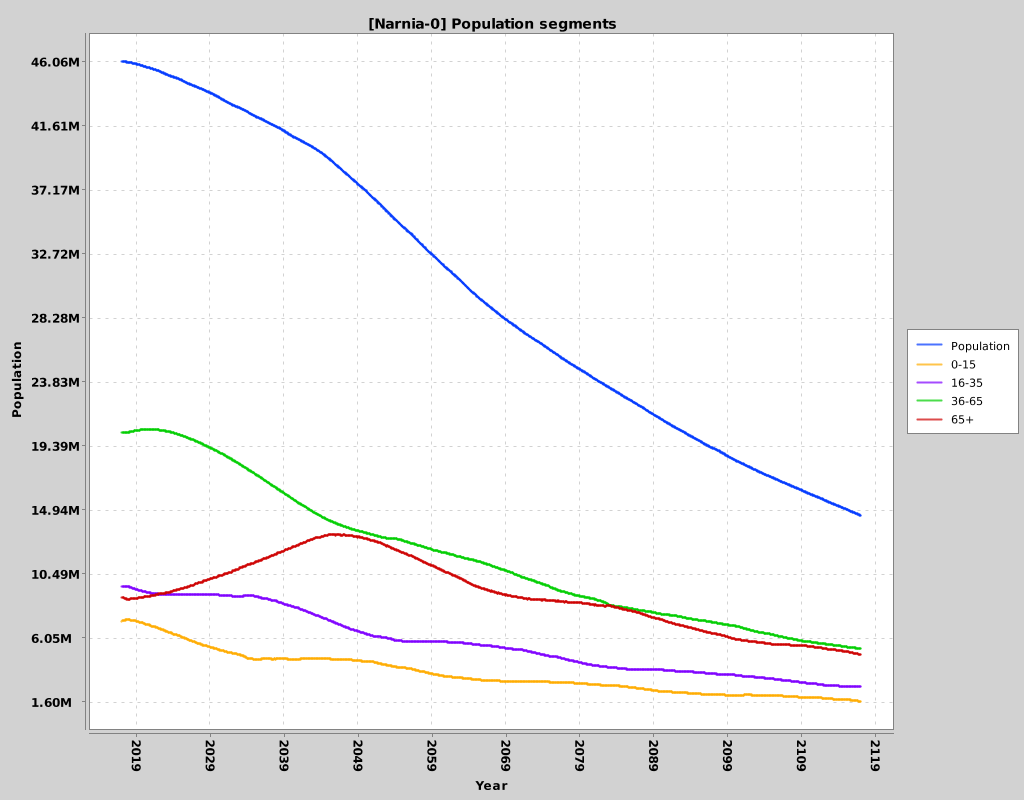 [Narnia-0] Population segments
46.06M
41.61M
37.17M
32.72M
28.28M
23.83M
19.39M
14.94M
10.49M
6.05M
1.60M
Population
2019
2029
2039
2049
2059
2069
2079
2089
2099
2109
2119
Year
Population
0-15
16-35
36-65
65+